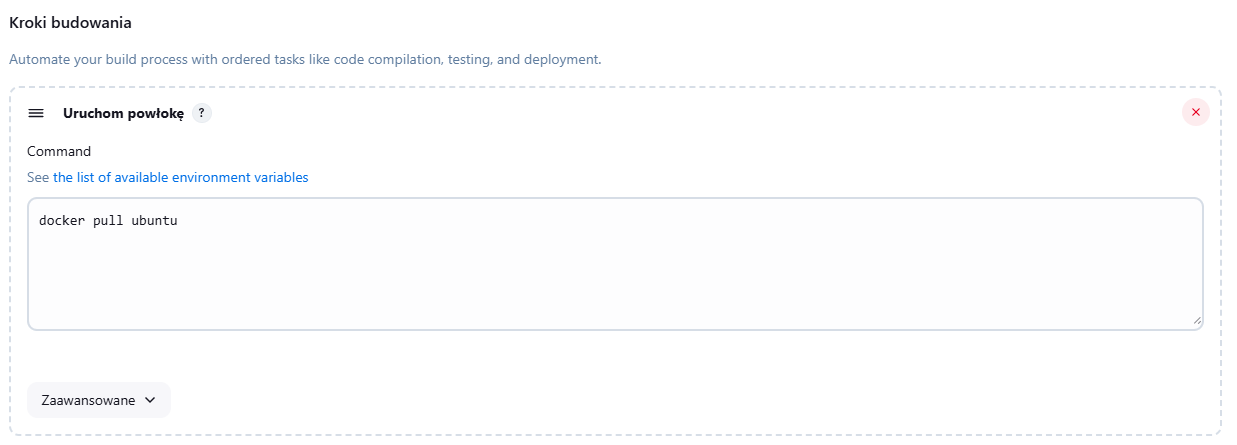 Kroki budowania
Automate your build process with ordered tasks like code compilation, testing, and deployment.
Uruchom powłokę ?
Command
See the list of available environment variables
docker pull ubuntu
Zaawansowane